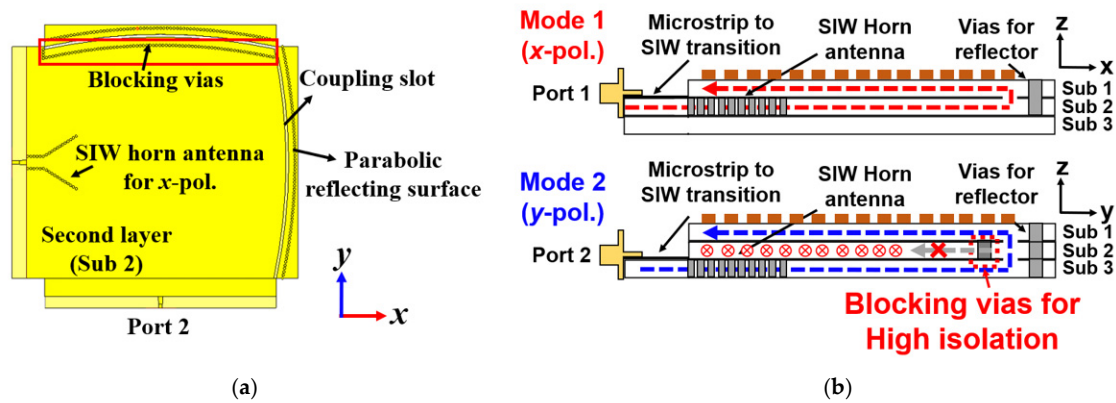 Blocking vias
Coupling slot
SIW horn antenna
for x-pol.
Parabolic
reflecting surface
Second layer
(Sub 2)
y
x
Port 2
(a)
Mode 1
(x-pol.)
Microstrip to
SIW transition
SIW Horn
antenna
Vias for
reflector
z
x
Port 1
Sub 1
Sub 2
Sub 3
Mode 2
(y-pol.)
Microstrip to
SIW transition
SIW Horn
antenna
Vias for
reflector
z
y
Port 2
Sub 1
Sub 2
Sub 3
Blocking vias for
High isolation
(b)